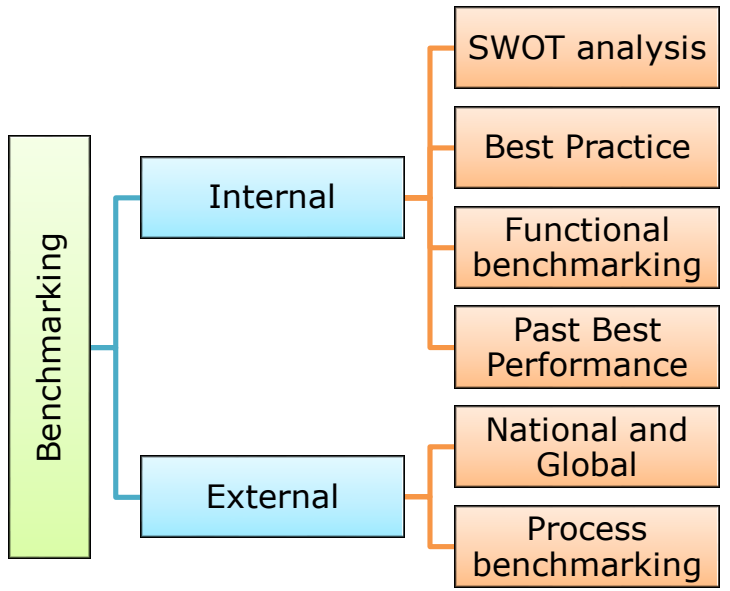 Benchmarking
Internal
SWOT analysis
Best Practice
Functional
benchmarking
Past Best
Performance
External
National and
Global
Process
benchmarking